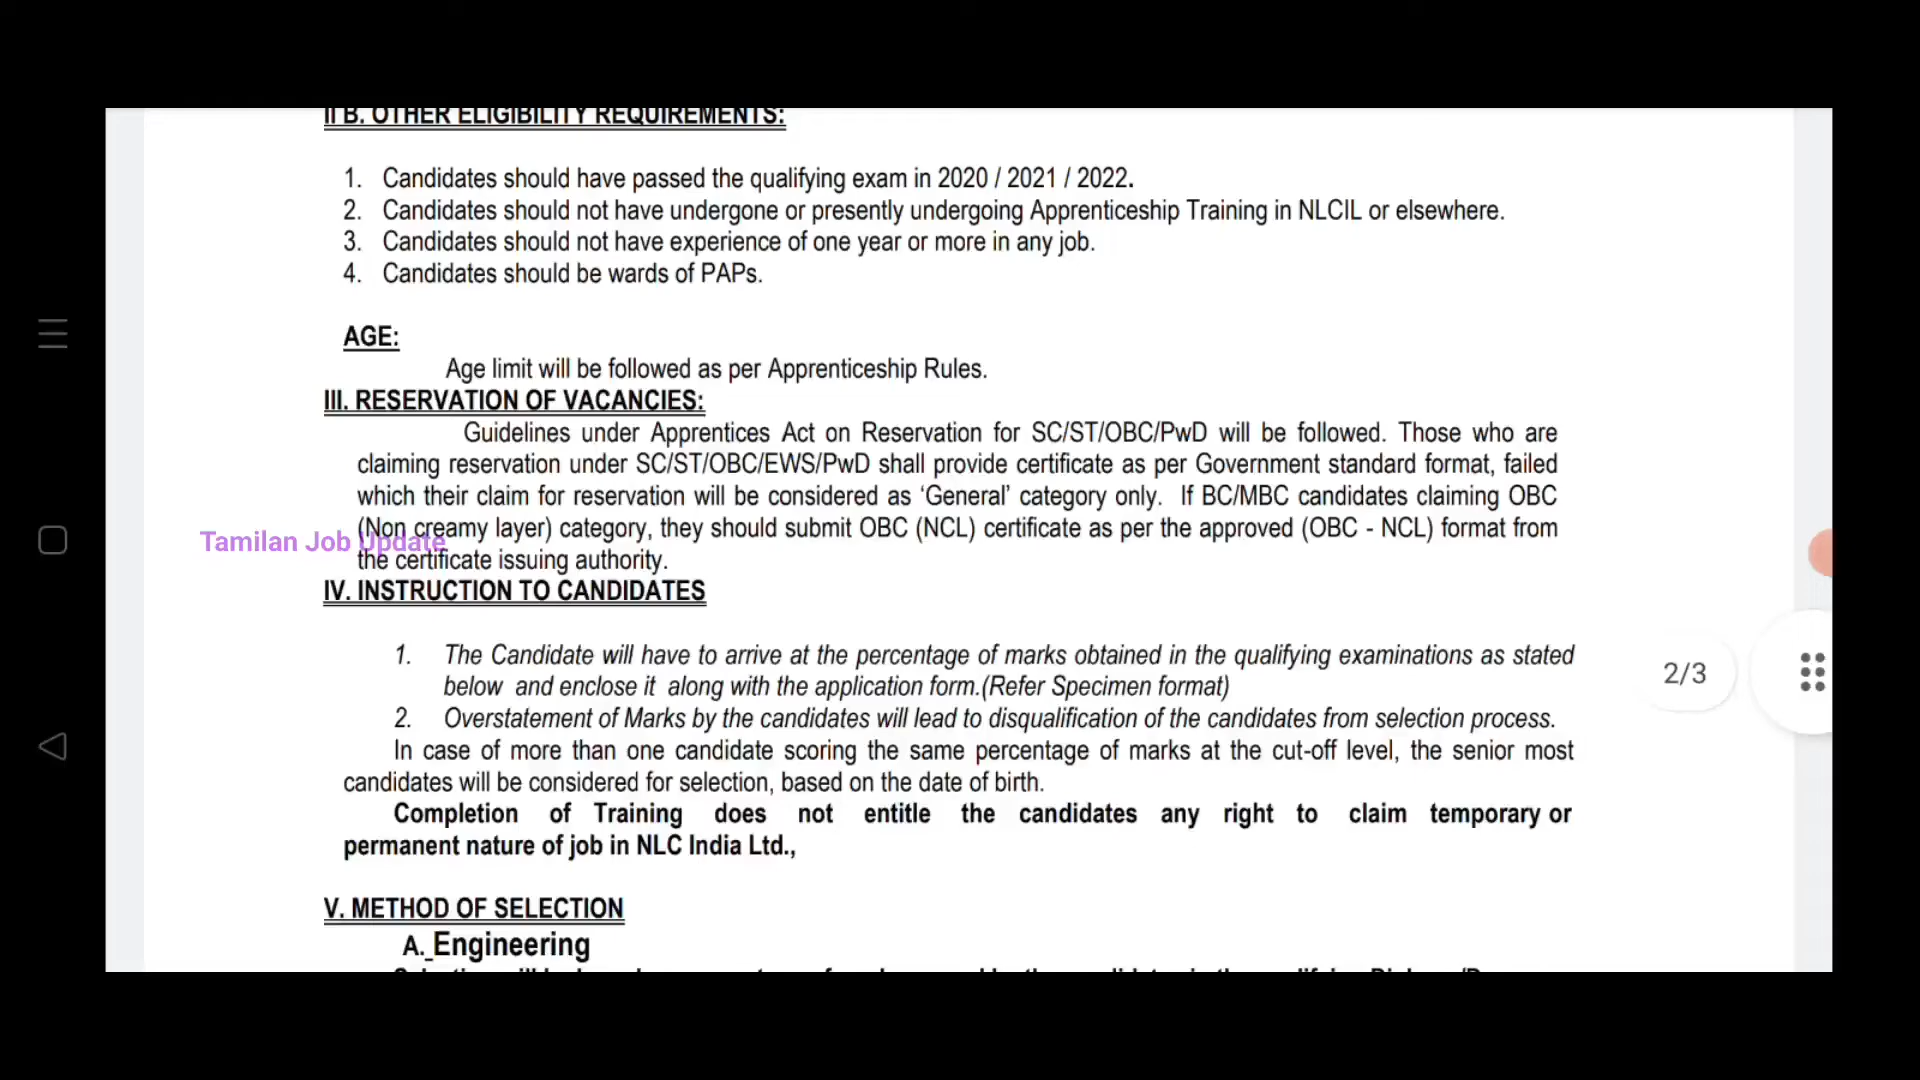 II B. OTHER ELIGIBILITY REQUIREMENTS:
1. Candidates should have passed the qualifying exam in 2020 / 2021 / 2022.
2. Candidates should not have undergone or presently undergoing Apprenticeship Training in NLCIL or elsewhere.
3. Candidates should not have experience of one year or more in any job.
4. Candidates should be wards of PAPs.
AGE:
Age limit will be followed as per Apprenticeship Rules.
III. RESERVATION OF VACANCIES:
Guidelines under Apprentices Act on Reservation for SC/ST/OBC/PwD will be followed. Those who are
claiming reservation under SC/ST/OBC/EWS/PwD shall provide certificate as per Government standard format, failed
which their claim for reservation will be considered as ‘General’ category only. If BC/MBC candidates claiming OBC
(Non creamy layer) category, they should submit OBC (NCL) certificate as per the approved (OBC - NCL) format from
Tamilan Job Update
the certificate issuing authority.
IV. INSTRUCTION TO CANDIDATES
1. The Candidate will have to arrive at the percentage of marks obtained in the qualifying examinations as stated
below and enclose it along with the application form.(Refer Specimen format)
2/3
2. Overstatement of Marks by the candidates will lead to disqualification of the candidates from selection process.
In case of more than one candidate scoring the same percentage of marks at the cut-off level, the senior most
candidates will be considered for selection, based on the date of birth.
Completion of Training does not entitle the candidates any right to claim temporary or
permanent nature of job in NLC India Ltd.,
V. METHOD OF SELECTION
A. Engineering